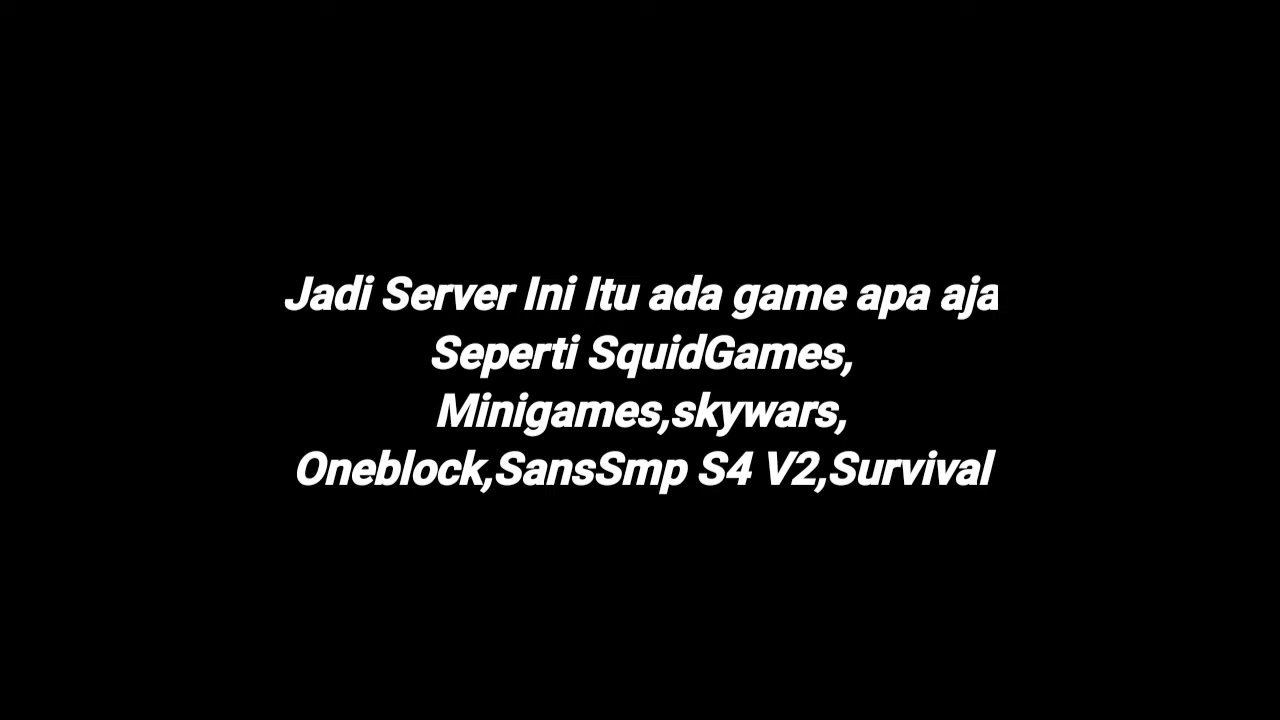 Jadi Server Ini Itu ada game apa aja
Seperti SquidGames,
Minigames,skywars,
Oneblock,SansSmp S4 V2,Survival